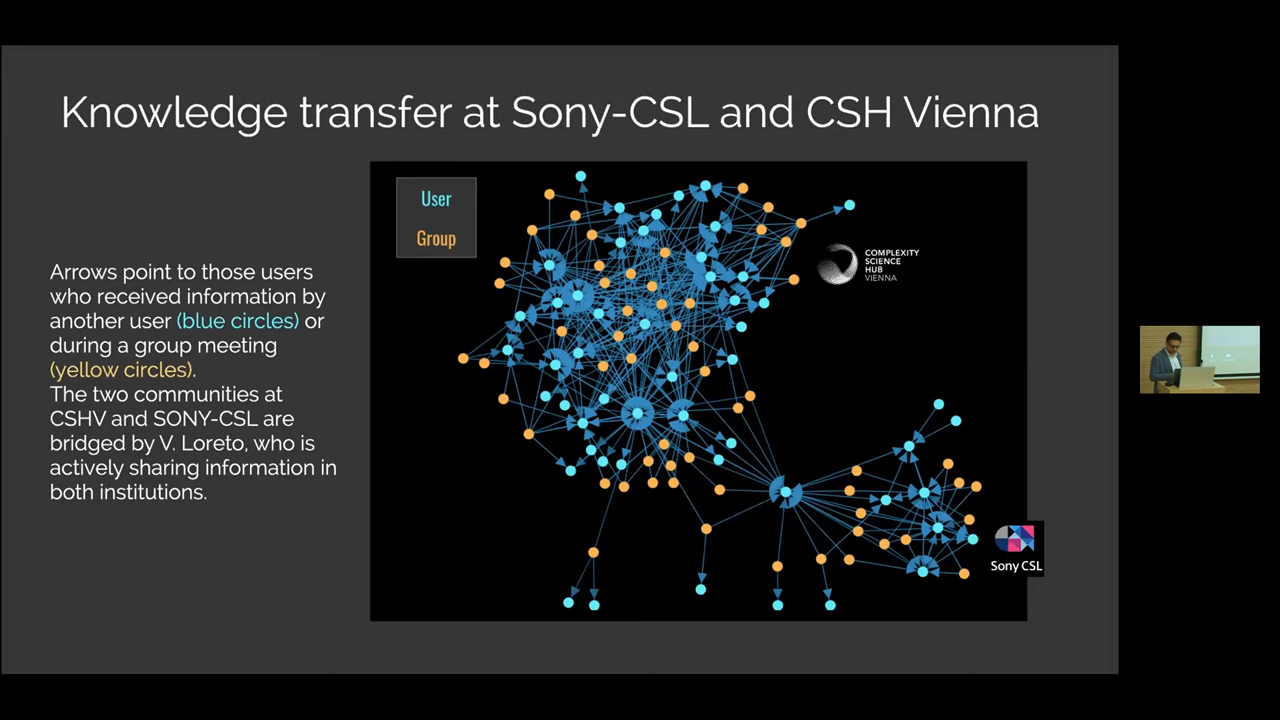 Knowledge transfer at Sony-CSL and CSH Vienna
User
Group
COMPLEXITY
SCIENCE
HUB
VIENNA
Arrows point to those users
who received information by
another user (blue circles) or
during a group meeting
(yellow circles).
The two communities at
CSHV and SONY-CSL are
bridged by V. Loreto, who is
actively sharing information in
both institutions.
Sony CSL